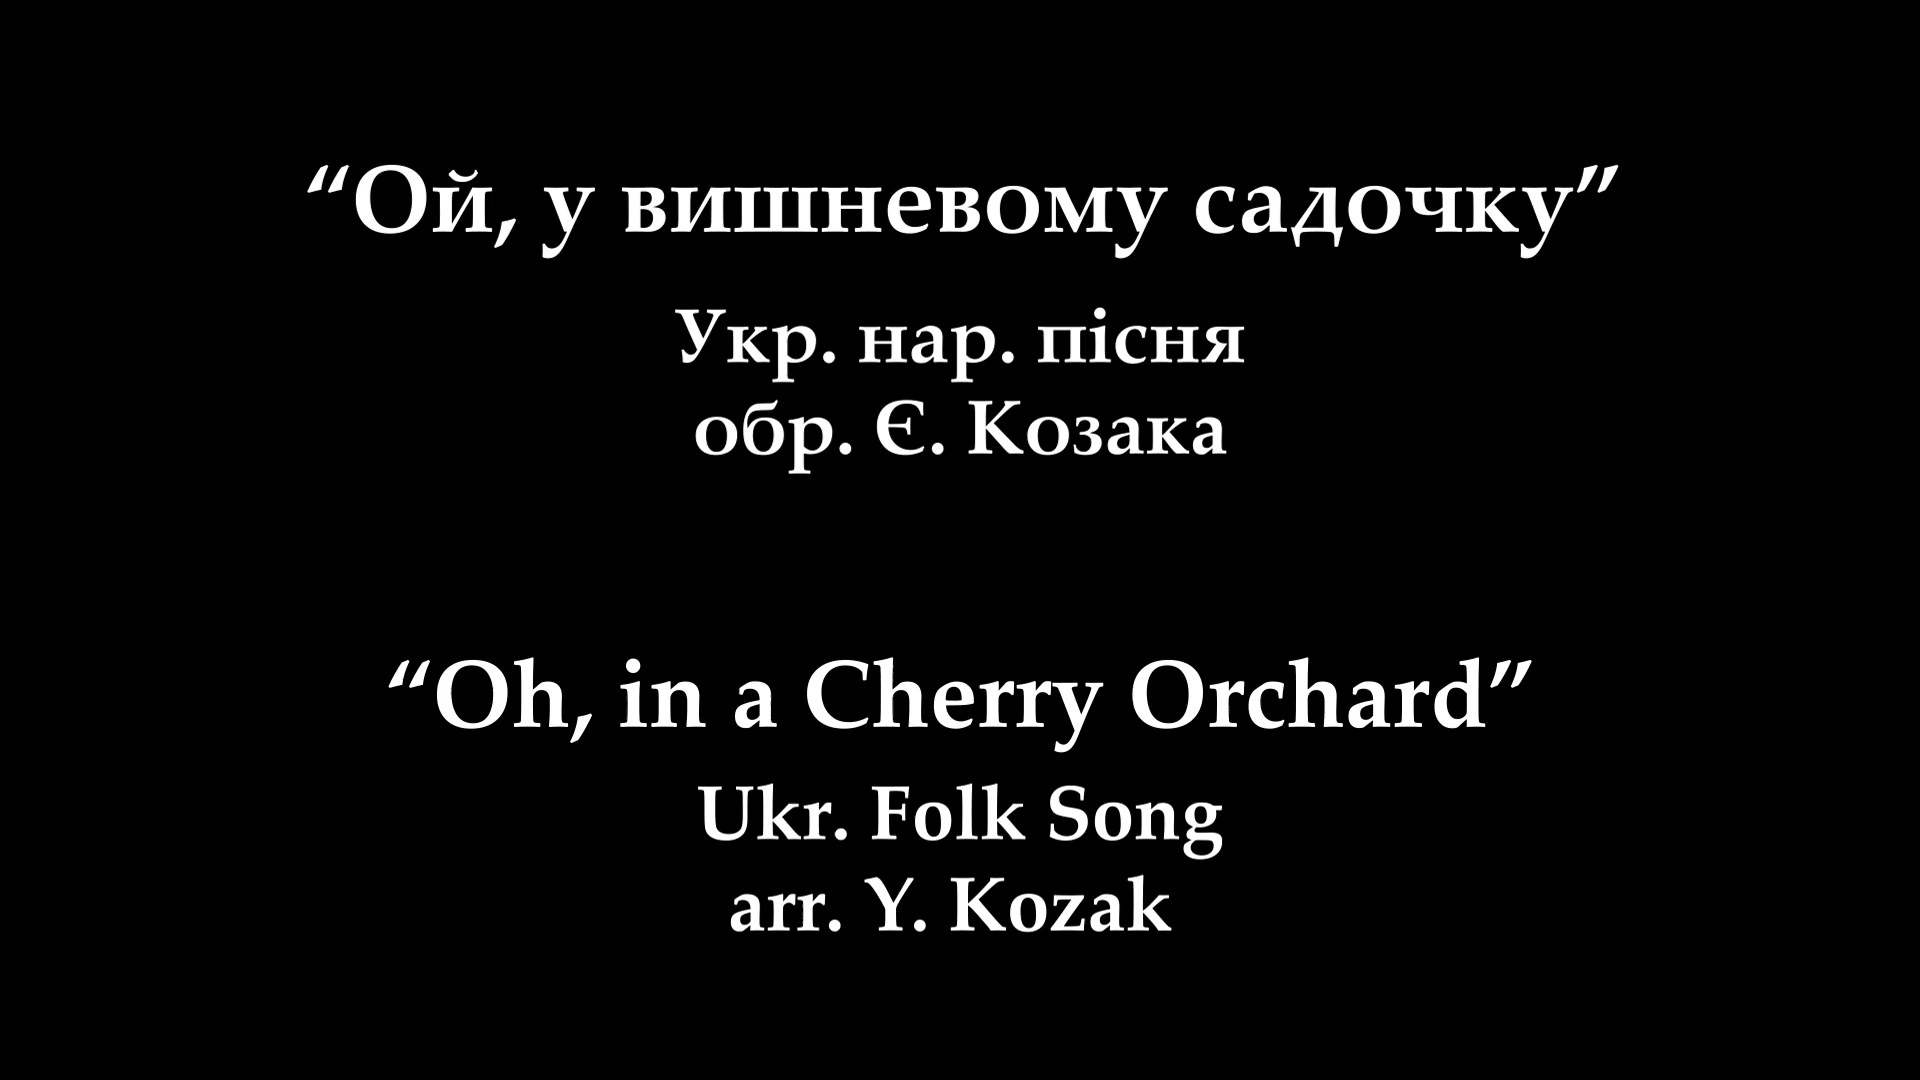 “Ой, у вишневому садочку”
Укр. нар. пісня
обр. Є. Козака
“Oh, in a Cherry Orchard”
Ukr. Folk Song
arr. Y. Kozak